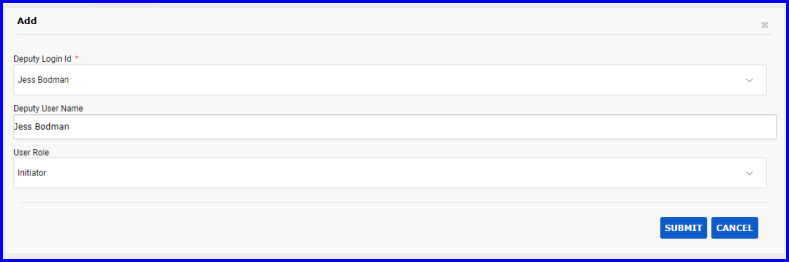 Add
Deputy Login Id *
Jess Bodman
Deputy User Name
Jess Bodman
User Role
Initiator
SUBMIT CANCEL